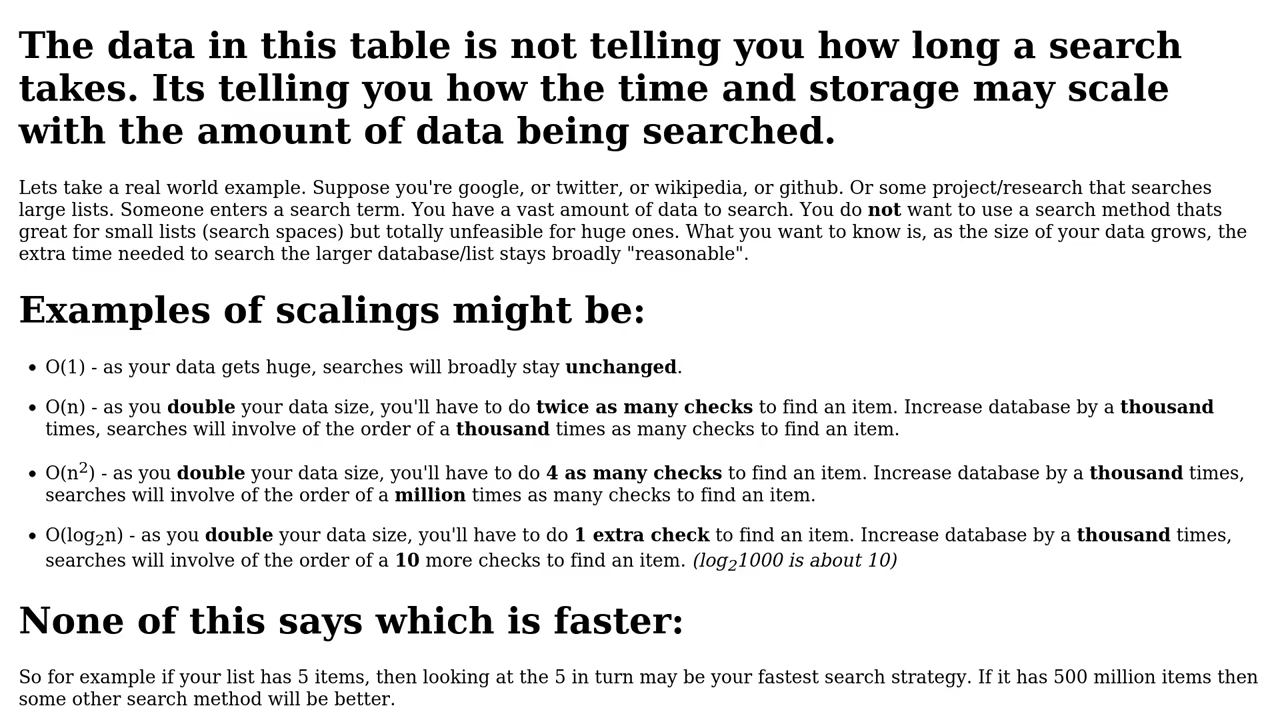 The data in this table is not telling you how long a search
takes. Its telling you how the time and storage may scale
with the amount of data being searched.
Lets take a real world example. Suppose you're google, or twitter, or wikipedia, or github. Or some project/research that searches
large lists. Someone enters a search term. You have a vast amount of data to search. You do not want to use a search method thats
great for small lists (search spaces) but totally unfeasible for huge ones. What you want to know is, as the size of your data grows, the
extra time needed to search the larger database/list stays broadly "reasonable".
Examples of scalings might be:
• O(1) - as your data gets huge, searches will broadly stay unchanged.
• O(n) - as you double your data size, you'll have to do twice as many checks to find an item. Increase database by a thousand
times, searches will involve of the order of a thousand times as many checks to find an item.
• O(n²) - as you double your data size, you'll have to do 4 as many checks to find an item. Increase database by a thousand times,
searches will involve of the order of a million times as many checks to find an item.
• O(log₂n) - as you double your data size, you'll have to do 1 extra check to find an item. Increase database by a thousand times,
searches will involve of the order of a 10 more checks to find an item. (log₂1000 is about 10)
None of this says which is faster:
So for example if your list has 5 items, then looking at the 5 in turn may be your fastest search strategy. If it has 500 million items then
some other search method will be better.